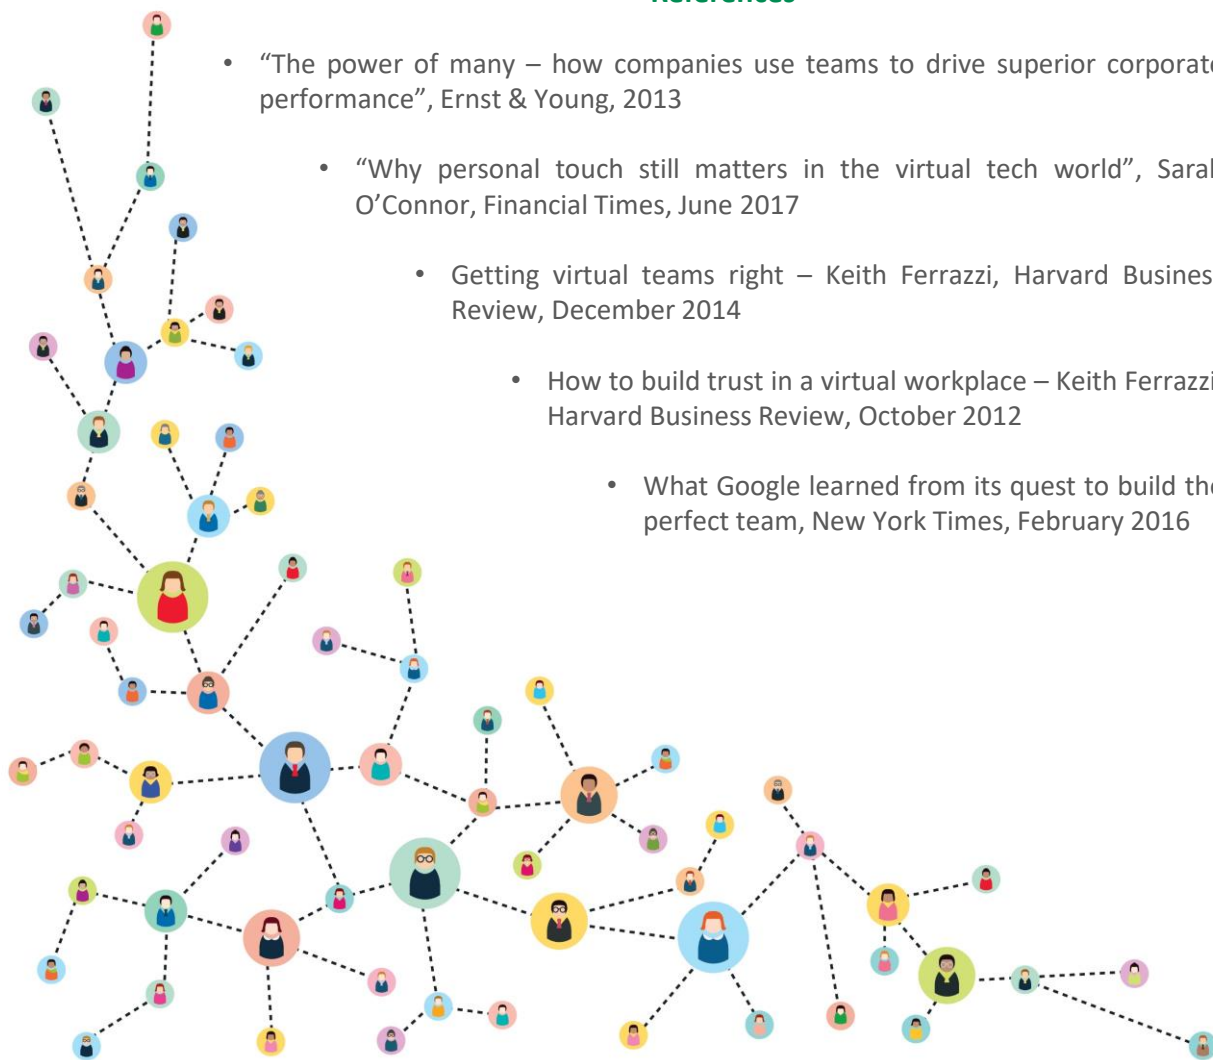 References
• “The power of many – how companies use teams to drive superior corporate
performance”, Ernst & Young, 2013
• “Why personal touch still matters in the virtual tech world”, Sarah
O’Connor, Financial Times, June 2017
• Getting virtual teams right – Keith Ferrazzi, Harvard Business
Review, December 2014
• How to build trust in a virtual workplace – Keith Ferrazzi
Harvard Business Review, October 2012
• What Google learned from its quest to build the
perfect team, New York Times, February 2016